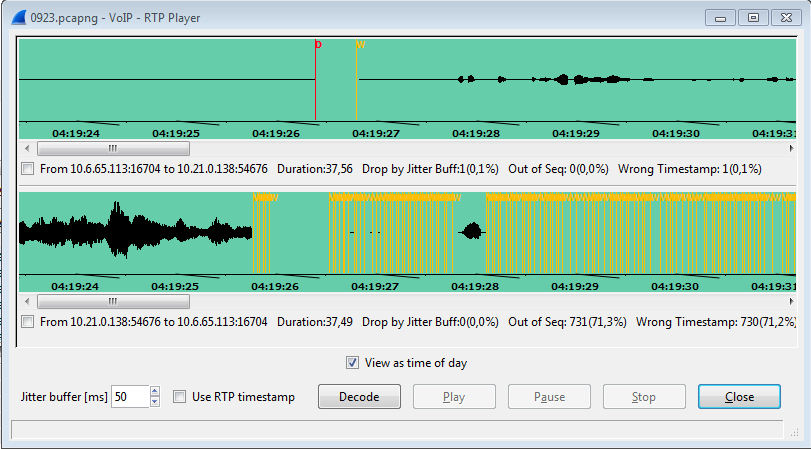 0923.pcapng - VoIP - RTP Player
D W
04:19:24 04:19:25 04:19:26 04:19:27 04:19:28 04:19:29 04:19:30 04:19:31
From 10.6.65.113:16704 to 10.21.0.138:54676 Duration:37,56 Drop by Jitter Buff:1(0,1%) Out of Seq: 0(0,0%) Wrong Timestamp: 1(0,1%)
04:19:24 04:19:25 04:19:26 04:19:27 04:19:28 04:19:29 04:19:30 04:19:31
From 10.21.0.138:54676 to 10.6.65.113:16704 Duration:37,49 Drop by Jitter Buff:0(0,0%) Out of Seq: 731(71,3%) Wrong Timestamp: 730(71,2%)
View as time of day
Jitter buffer [ms] 50 Use RTP timestamp Decode Play Pause Stop Close